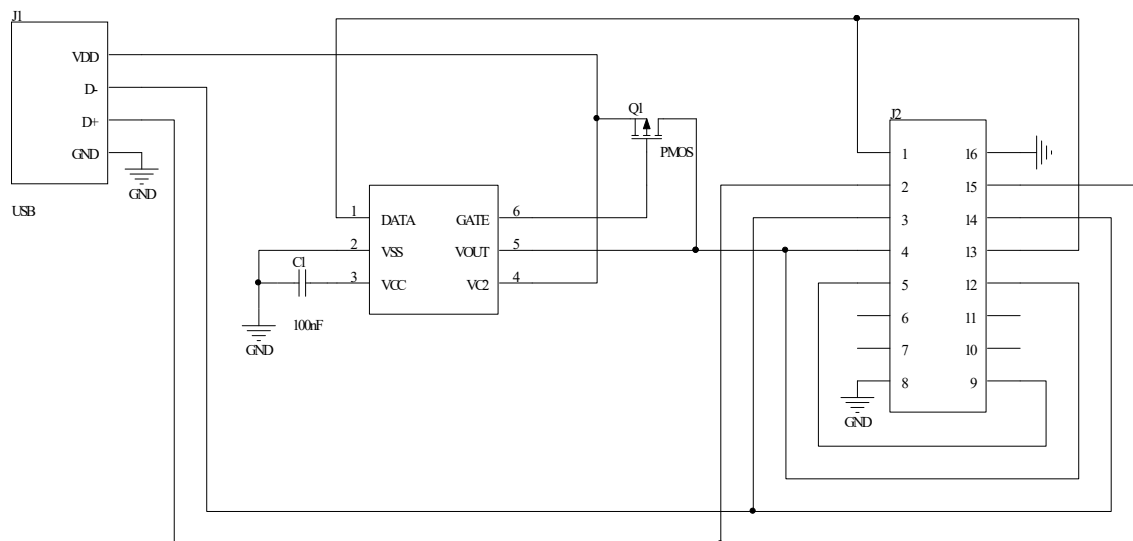 J1
VDD
D-
D+
GND
GND
USB
Q1
PMOS
1 DATA GATE 6
2 VSS VOUT 5
3 VCC VC2 4
C1
100nF
GND
J2
1 16
2 15
3 14
4 13
5 12
6 11
7 10
8 9
GND